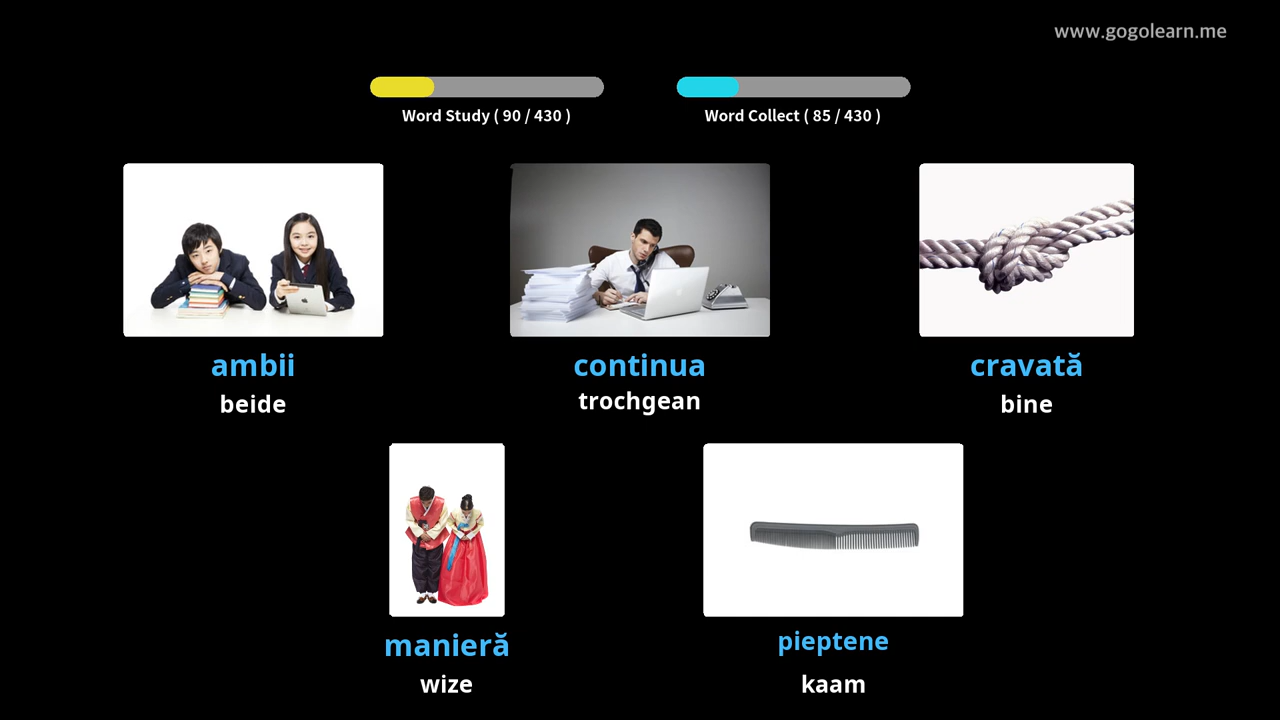 www.gogolearn.me
Word Study ( 90 / 430 )
Word Collect ( 85 / 430 )
ambii
beide
continua
trochgean
cravată
bine
manieră
wize
pieptene
kaam